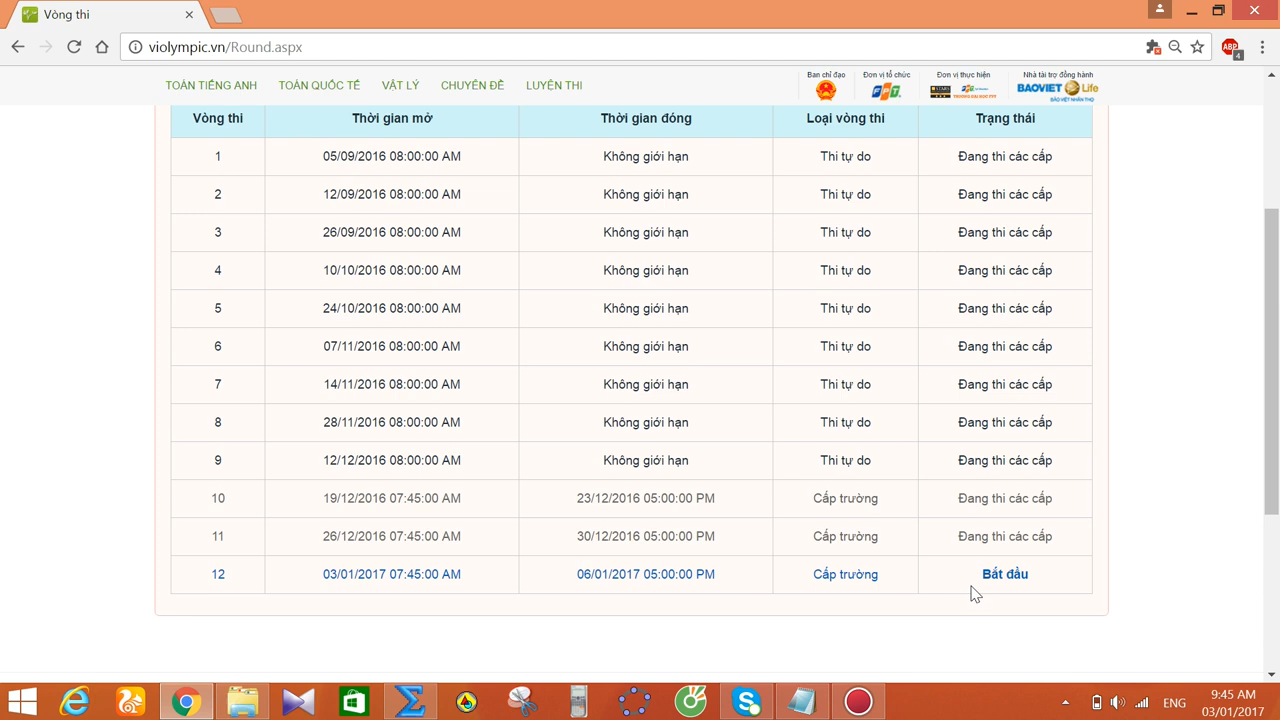 Vòng thi
violympic.vn/Round.aspx
ABP
4
TOÁN TIẾNG ANH TOÁN QUỐC TẾ VẬT LÝ CHUYÊN ĐỀ LUYỆN THI
Ban chỉ đạo Đơn vị tổ chức Đơn vị thực hiện Nhà tài trợ đồng hành
FPT BAOVIET Life
BẢO VIỆT NHÂN THỌ
Vòng thi Thời gian mở Thời gian đóng Loại vòng thi Trạng thái
1 05/09/2016 08:00:00 AM Không giới hạn Thi tự do Đang thi các cấp
2 12/09/2016 08:00:00 AM Không giới hạn Thi tự do Đang thi các cấp
3 26/09/2016 08:00:00 AM Không giới hạn Thi tự do Đang thi các cấp
4 10/10/2016 08:00:00 AM Không giới hạn Thi tự do Đang thi các cấp
5 24/10/2016 08:00:00 AM Không giới hạn Thi tự do Đang thi các cấp
6 07/11/2016 08:00:00 AM Không giới hạn Thi tự do Đang thi các cấp
7 14/11/2016 08:00:00 AM Không giới hạn Thi tự do Đang thi các cấp
8 28/11/2016 08:00:00 AM Không giới hạn Thi tự do Đang thi các cấp
9 12/12/2016 08:00:00 AM Không giới hạn Thi tự do Đang thi các cấp
10 19/12/2016 07:45:00 AM 23/12/2016 05:00:00 PM Cấp trường Đang thi các cấp
11 26/12/2016 07:45:00 AM 30/12/2016 05:00:00 PM Cấp trường Đang thi các cấp
12 03/01/2017 07:45:00 AM 06/01/2017 05:00:00 PM Cấp trường Bắt đầu
ENG 9:45 AM
03/01/2017